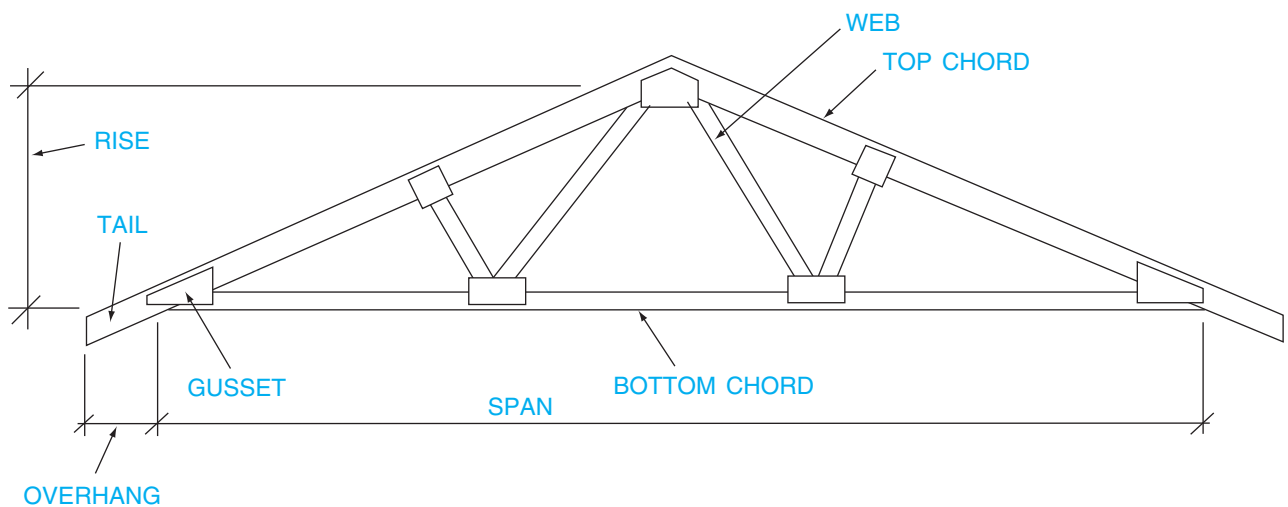 WEB
TOP CHORD
RISE
TAIL
GUSSET
BOTTOM CHORD
SPAN
OVERHANG